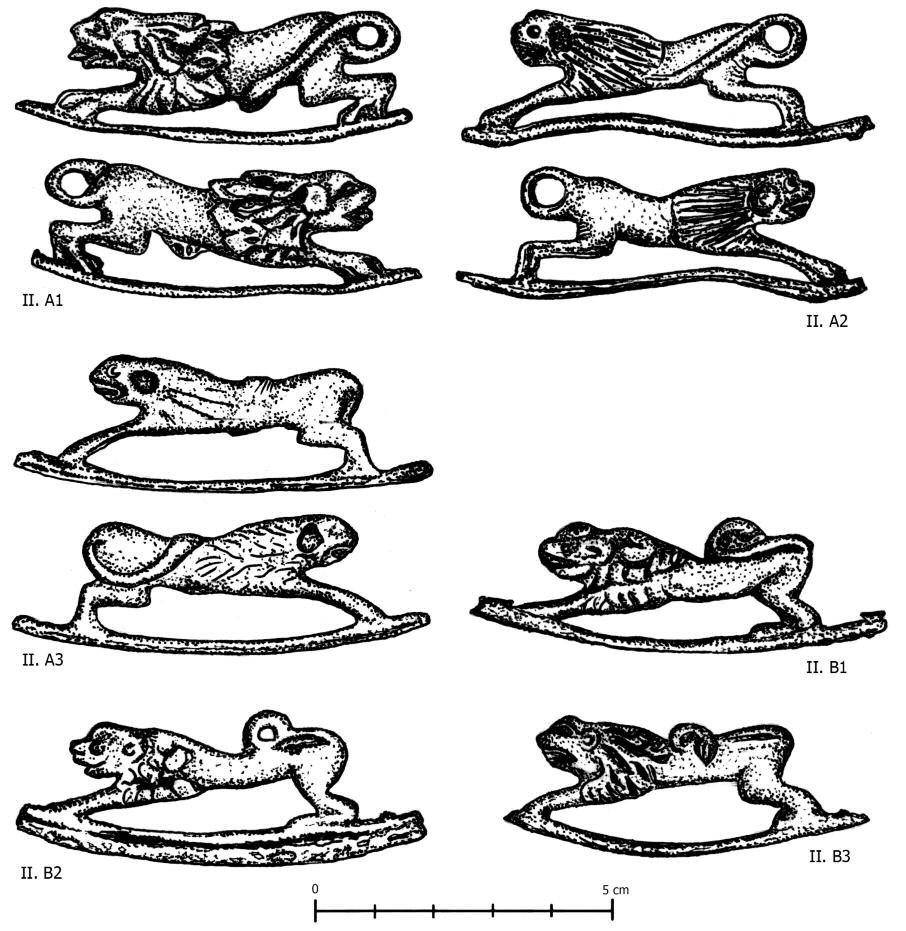 II. A1
II. A2
II. A3
II. B1
II. B2
II. B3
0 5 cm